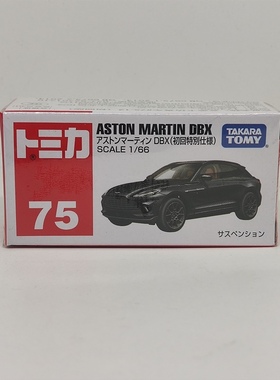 トミカ
75
ASTON MARTIN DBX
アストンマーティン DBX(初回特別仕様)
SCALE 1/66
TAKARA
TOMY
サスペンション